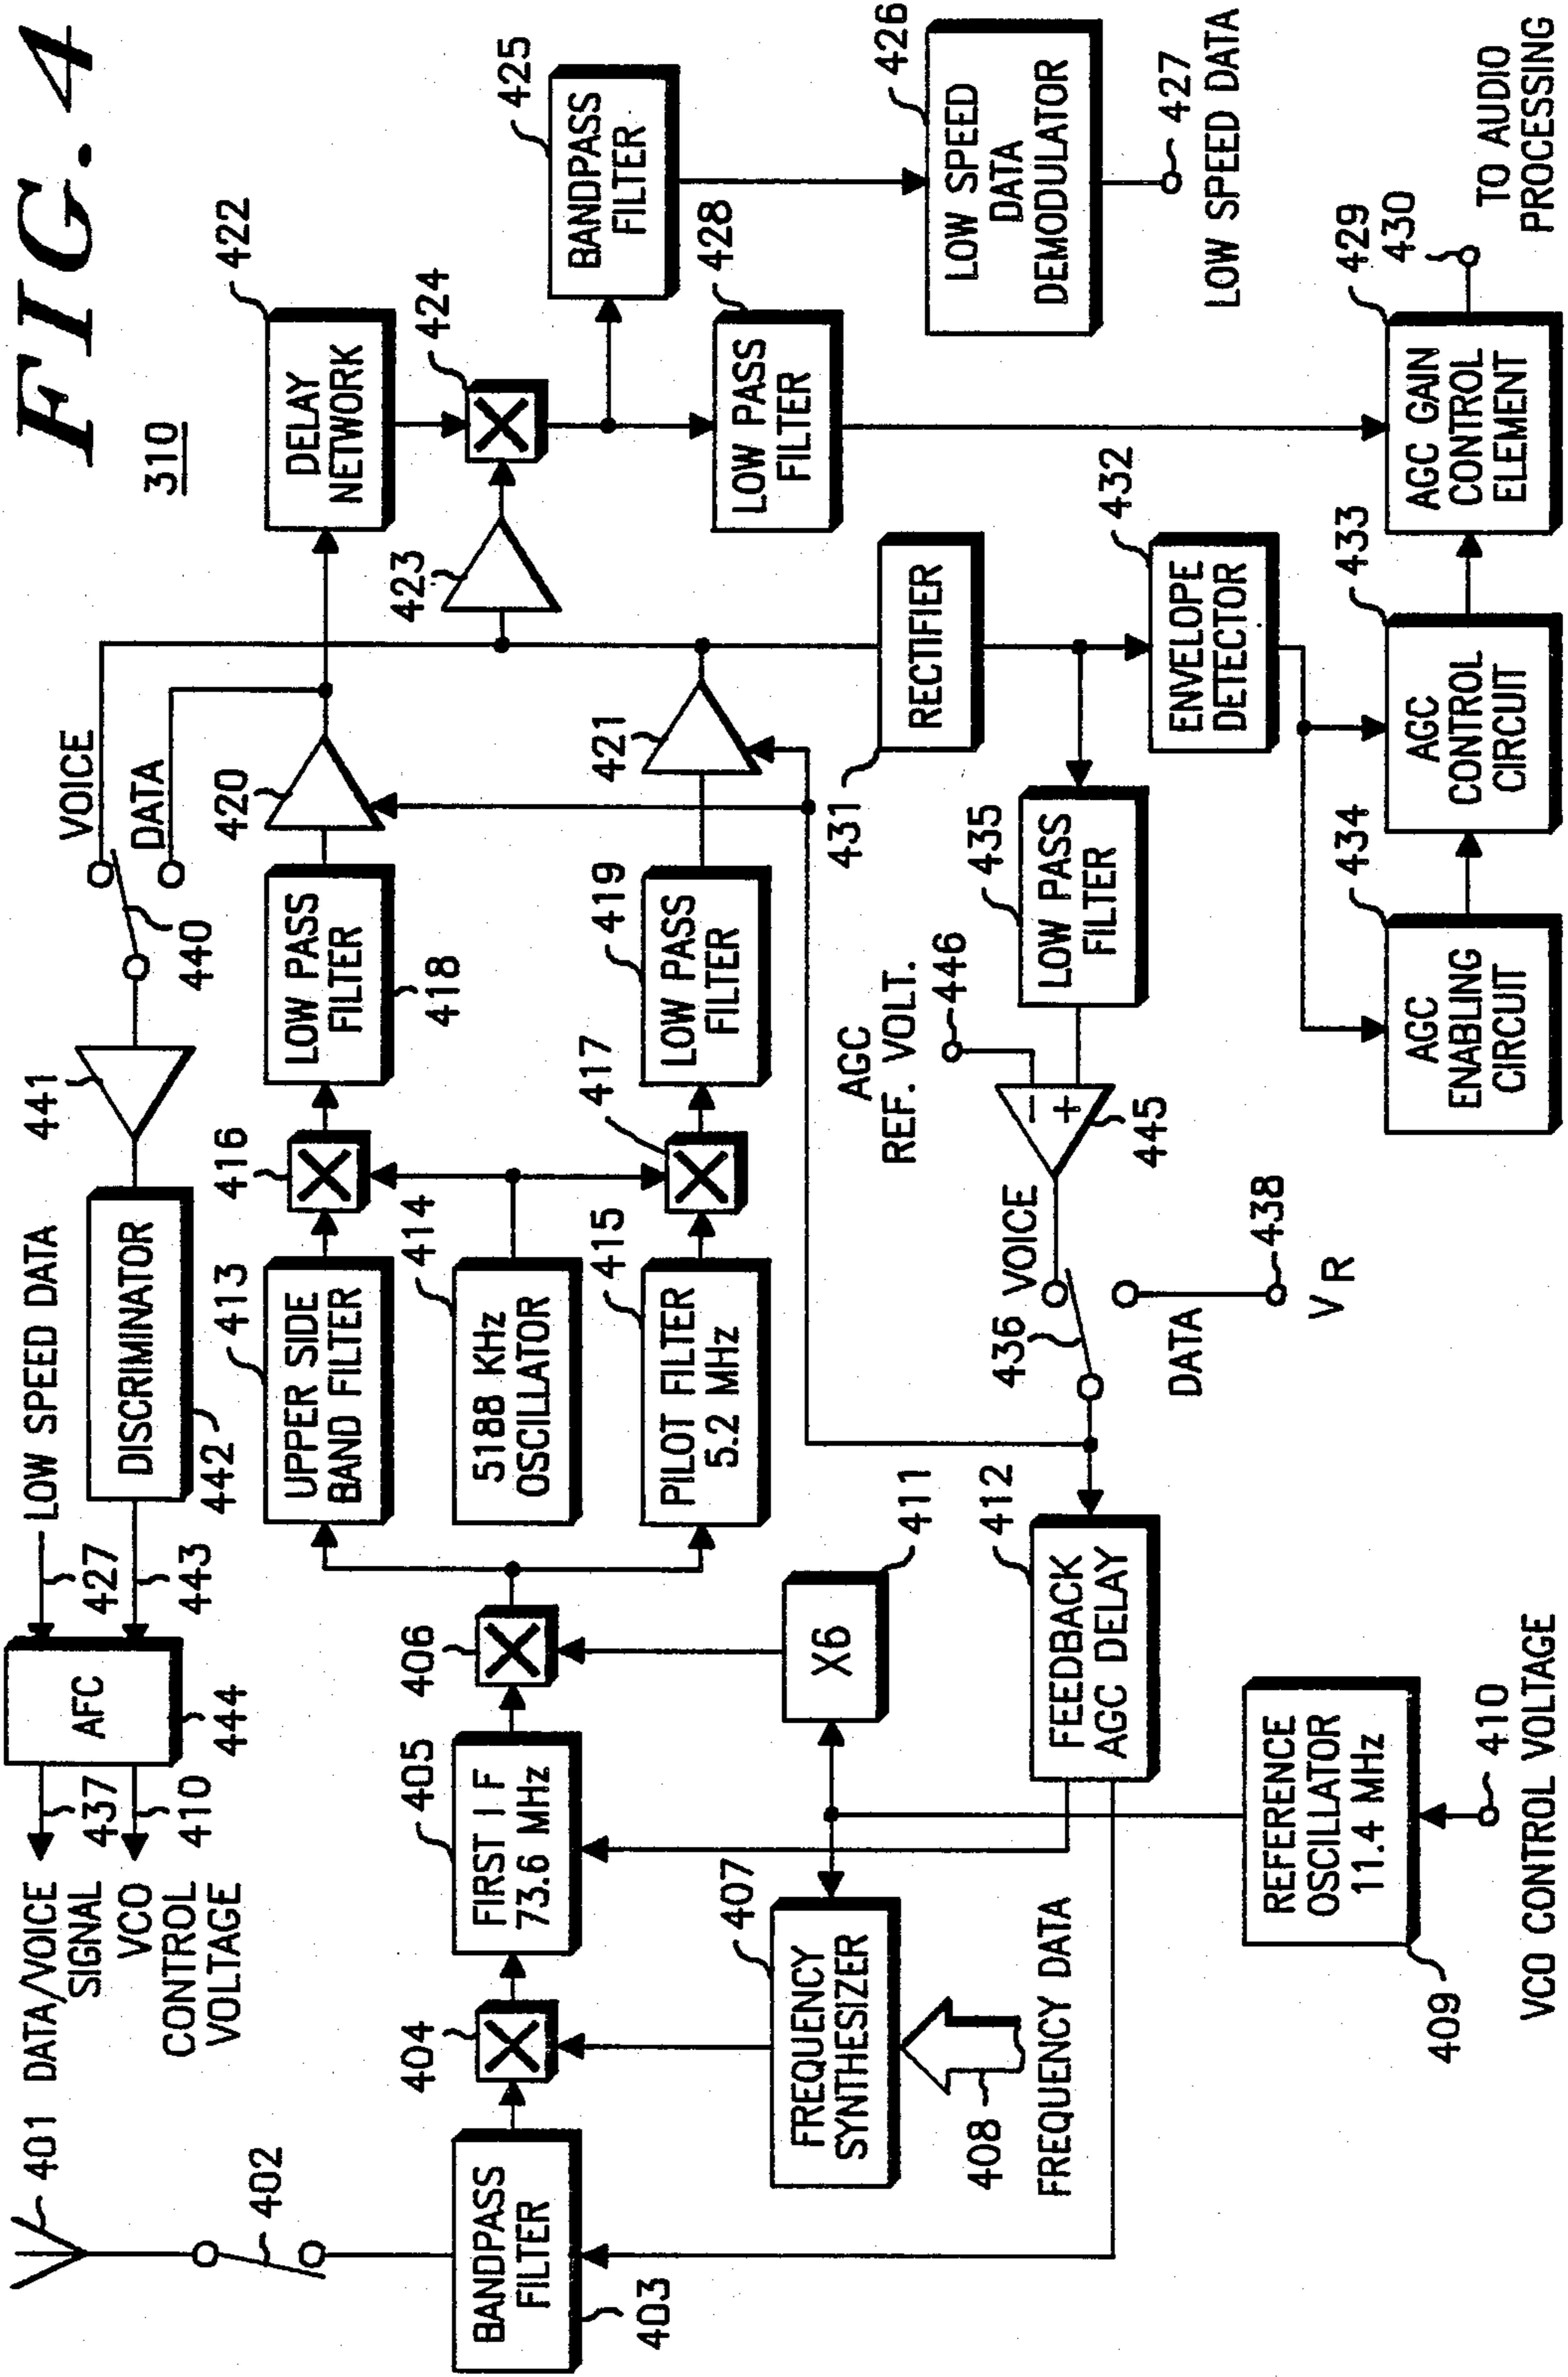 FIG. 4
310
401
402
BANDPASS
FILTER
403
404
FIRST I F
73.6 MHz
405
406
FREQUENCY
SYNTHESIZER
407
408
FREQUENCY DATA
REFERENCE
OSCILLATOR
11.4 MHz
409
410
VCO CONTROL VOLTAGE
X6
411
FEEDBACK
AGC DELAY
412
DATA/VOICE
SIGNAL
VCO
CONTROL
VOLTAGE
437
410
AFC
444
427
443
LOW SPEED DATA
DISCRIMINATOR
442
441
440
VOICE
DATA
UPPER SIDE
BAND FILTER
413
5188 KHz
OSCILLATOR
414
PILOT FILTER
5.2 MHz
415
416
417
LOW PASS
FILTER
418
LOW PASS
FILTER
419
420
421
DELAY
NETWORK
422
423
424
BANDPASS
FILTER
425
LOW SPEED
DATA
DEMODULATOR
426
427
LOW SPEED DATA
LOW PASS
FILTER
428
RECTIFIER
431
ENVELOPE
DETECTOR
432
LOW PASS
FILTER
435
AGC
REF. VOLT.
446
−
+
445
VOICE
436
DATA
438
VR
AGC
ENABLING
CIRCUIT
434
AGC
CONTROL
CIRCUIT
433
AGC GAIN
CONTROL
ELEMENT
429
430
TO AUDIO
PROCESSING